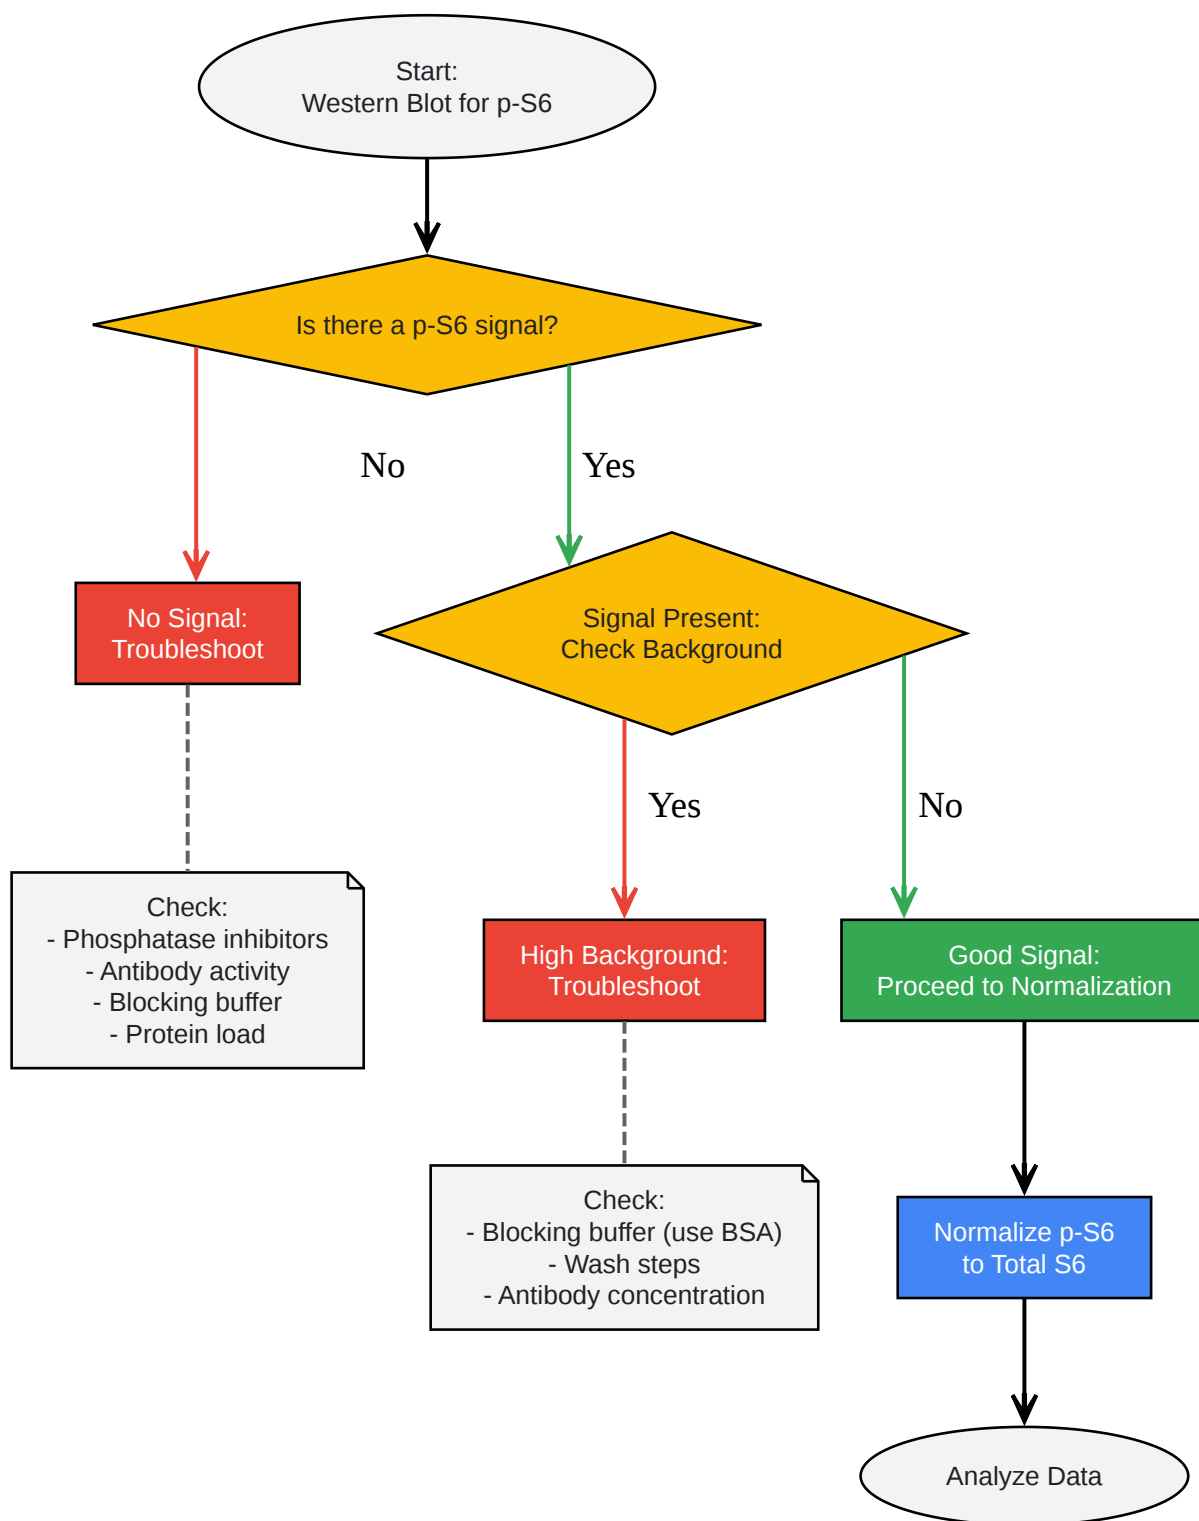 Start:
Western Blot for p-S6
Is there a p-S6 signal?
No
Yes
No Signal:
Troubleshoot
Signal Present:
Check Background
Yes
No
Check:
- Phosphatase inhibitors
- Antibody activity
- Blocking buffer
- Protein load
High Background:
Troubleshoot
Good Signal:
Proceed to Normalization
Check:
- Blocking buffer (use BSA)
- Wash steps
- Antibody concentration
Normalize p-S6
to Total S6
Analyze Data